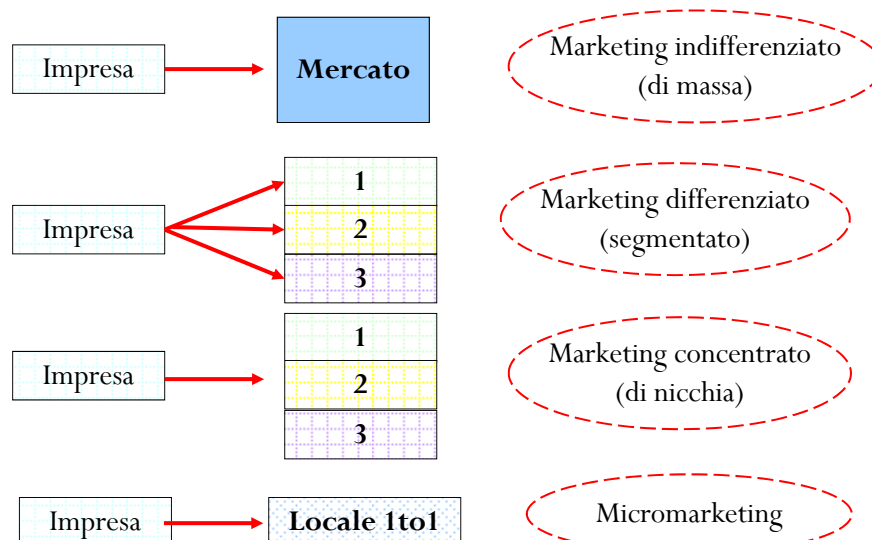 Impresa
Mercato
Marketing indifferenziato
(di massa)
Impresa
1
2
3
Marketing differenziato
(segmentato)
Impresa
1
2
3
Marketing concentrato
(di nicchia)
Impresa
Locale 1to1
Micromarketing